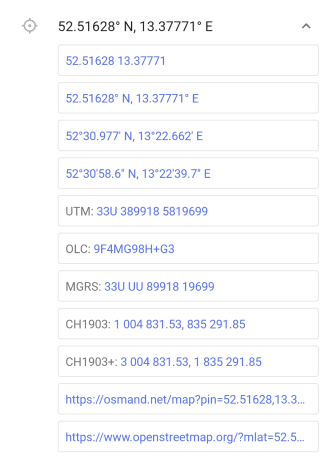 52.51628° N, 13.37771° E
52.51628 13.37771
52.51628° N, 13.37771° E
52°30.977′ N, 13°22.662′ E
52°30′58.6″ N, 13°22′39.7″ E
UTM: 33U 389918 5819699
OLC: 9F4MG98H+G3
MGRS: 33U UU 89918 19699
CH1903: 1 004 831.53, 835 291.85
CH1903+: 3 004 831.53, 1 835 291.85
https://osmand.net/map?pin=52.51628,13.3...
https://www.openstreetmap.org/?mlat=52.5...